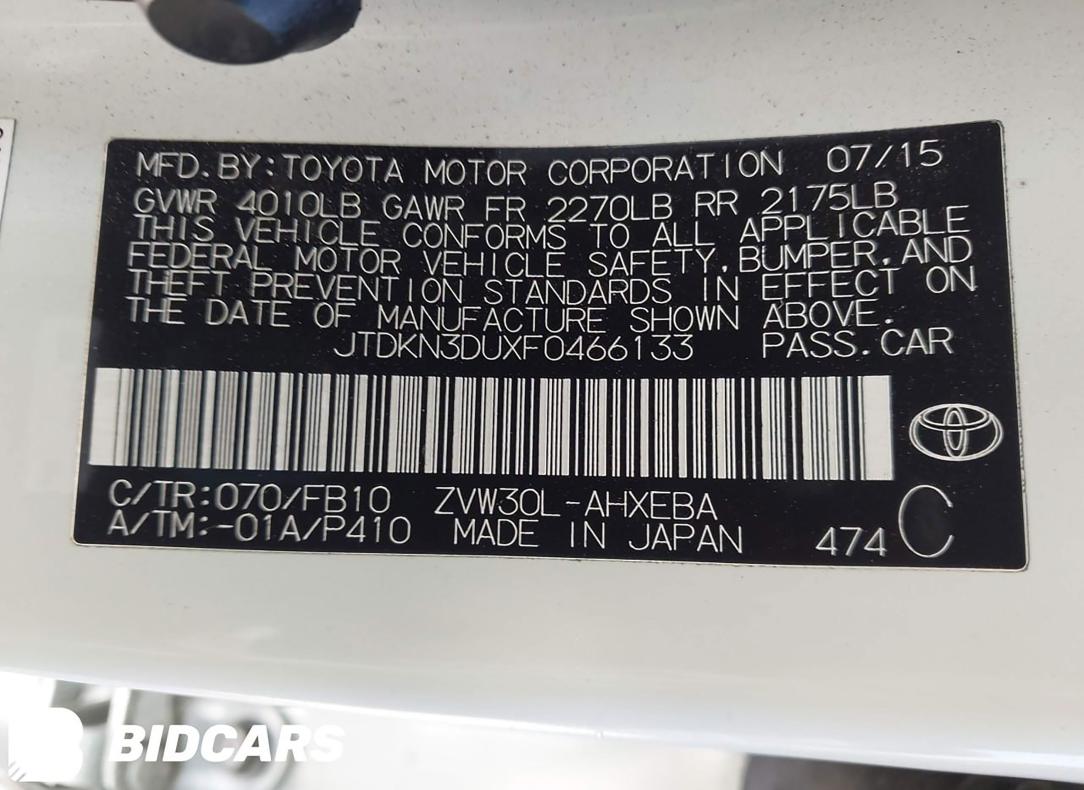 MFD. BY: TOYOTA MOTOR CORPORATION 07/15
GVWR 4010LB GAWR FR 2270LB RR 2175LB
THIS VEHICLE CONFORMS TO ALL APPLICABLE
FEDERAL MOTOR VEHICLE SAFETY, BUMPER, AND
THEFT PREVENTION STANDARDS IN EFFECT ON
THE DATE OF MANUFACTURE SHOWN ABOVE.
JTDKN3DUXF0466133 PASS. CAR
C/TR: 070/FB10 ZVW30L-AHXEBA
A/TM: -01A/P410 MADE IN JAPAN 474 C
BIDCARS